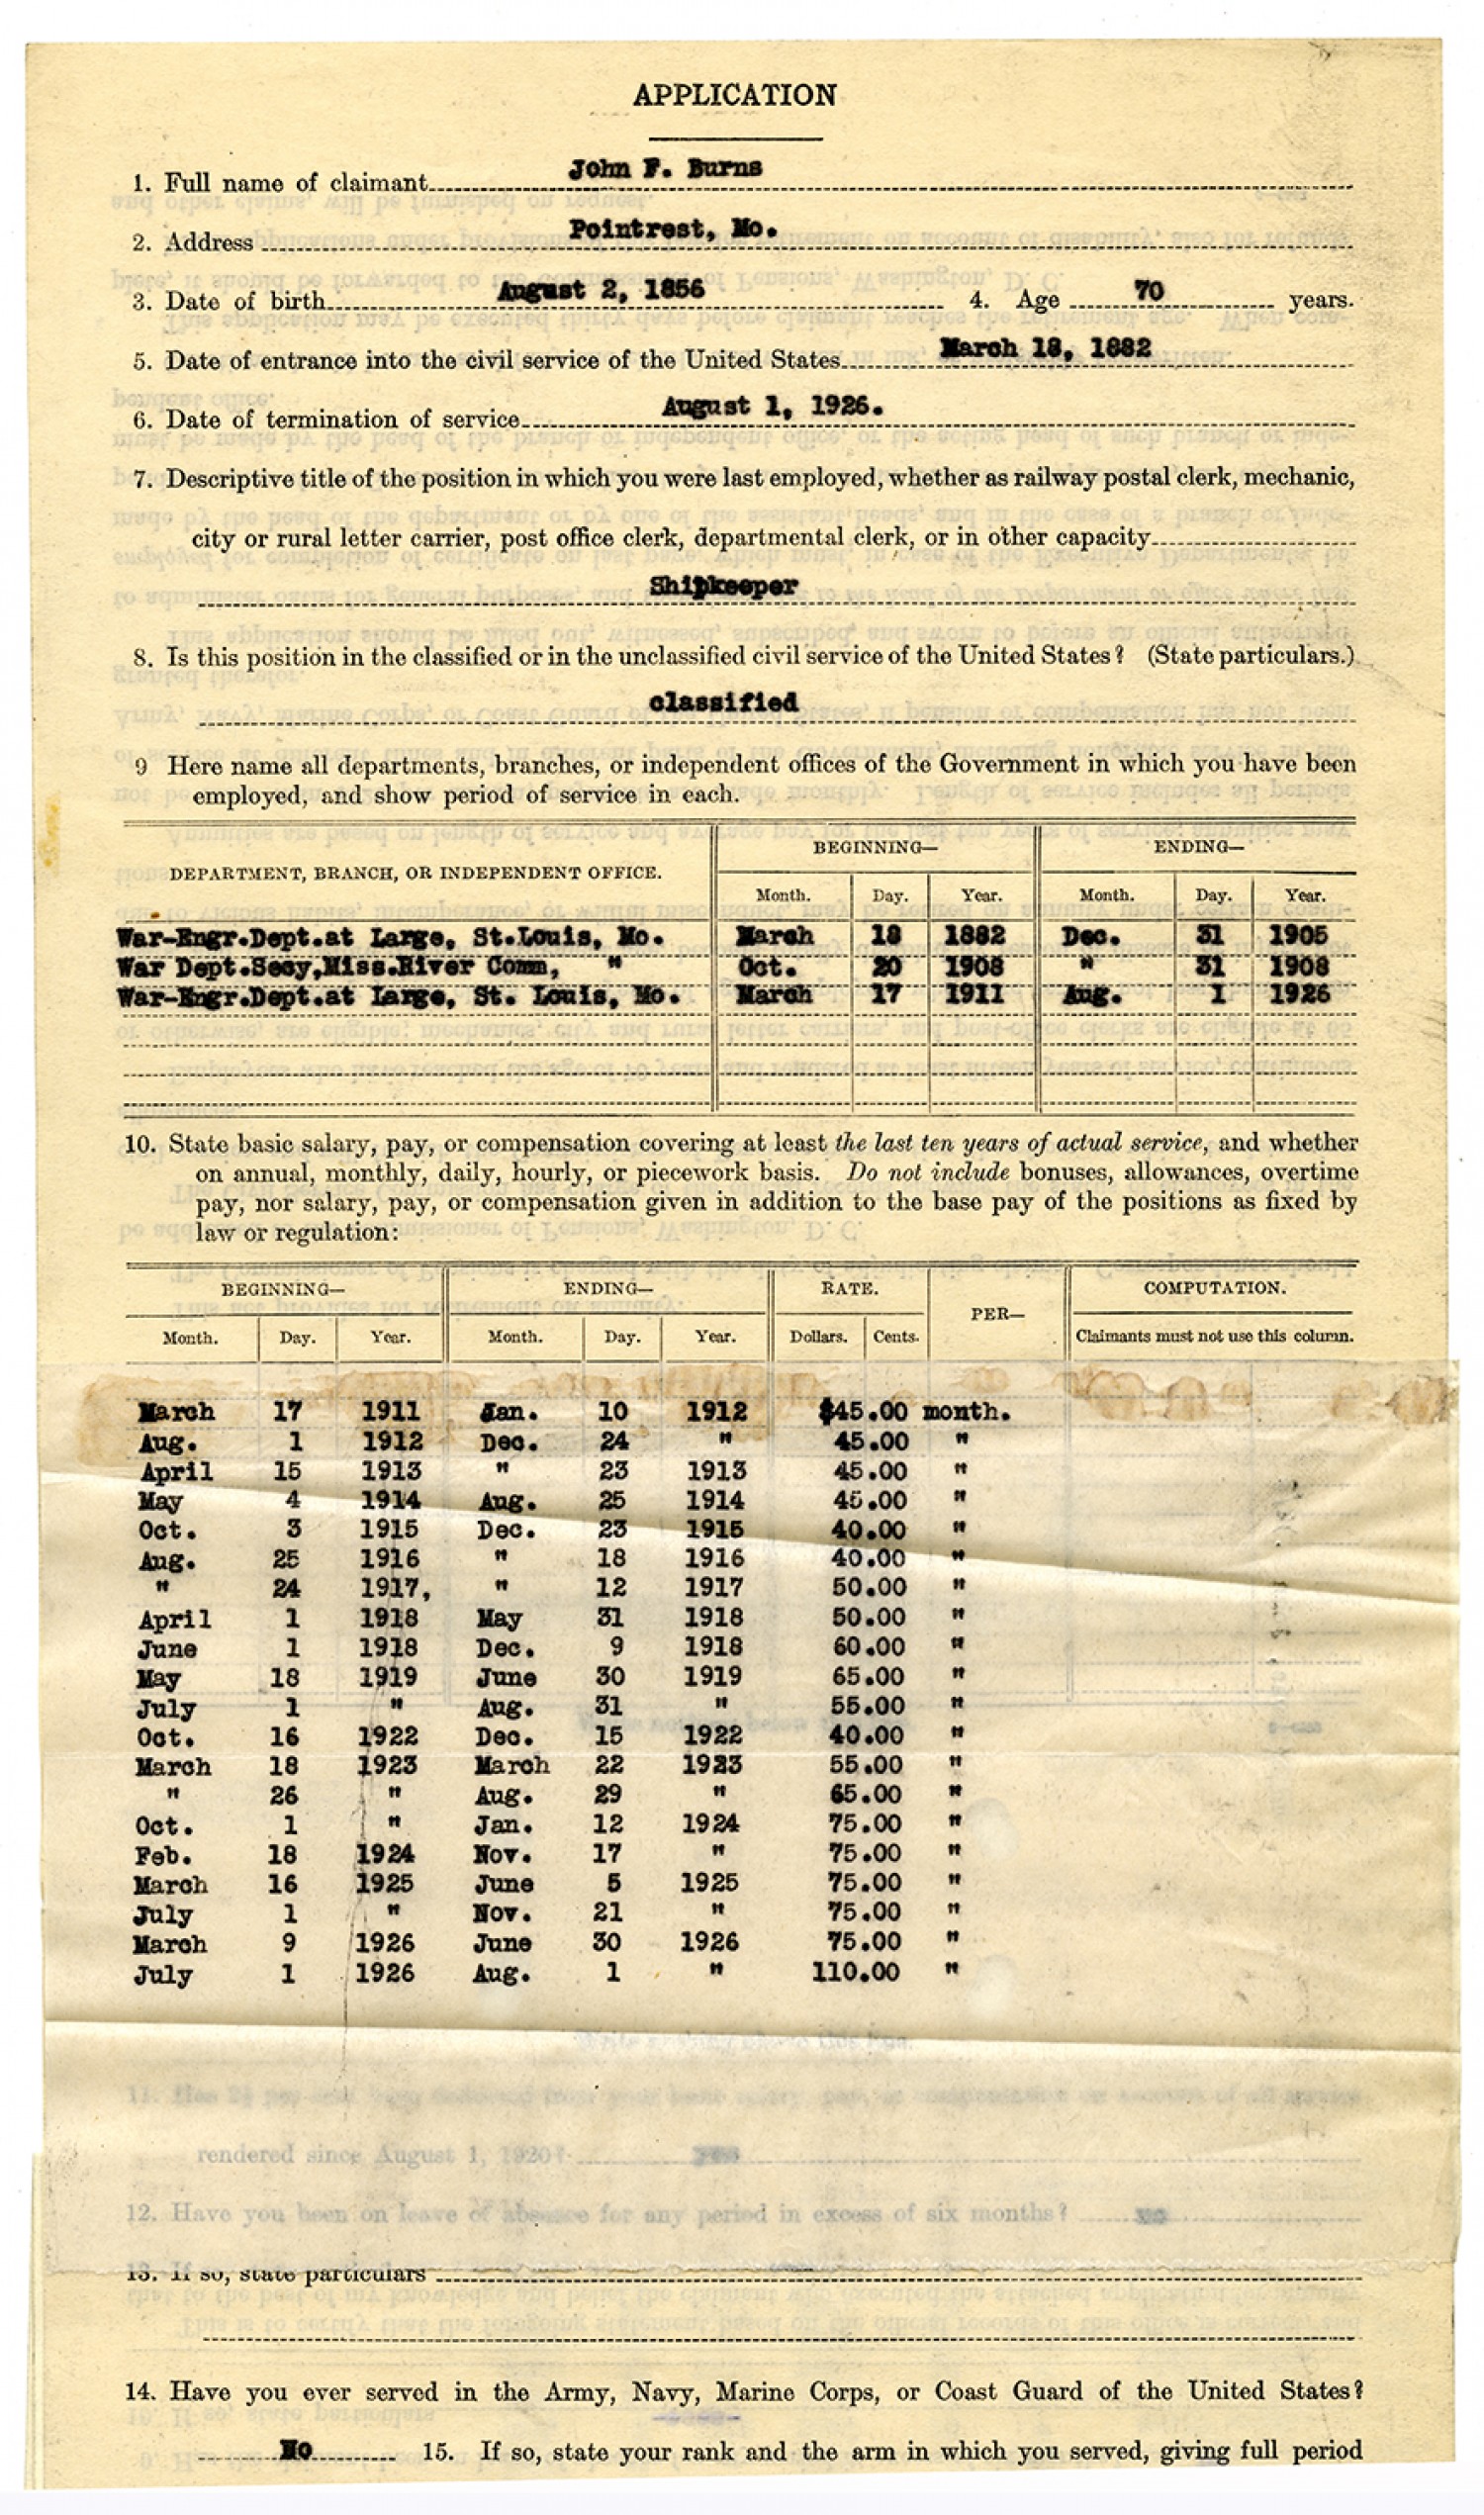 APPLICATION
1. Full name of claimant John F. Burns
2. Address Pointrest, Mo.
3. Date of birth August 2, 1856 4. Age 70 years.
5. Date of entrance into the civil service of the United States March 18, 1882
6. Date of termination of service August 1, 1926.
7. Descriptive title of the position in which you were last employed, whether as railway postal clerk, mechanic,
city or rural letter carrier, post office clerk, departmental clerk, or in other capacity
Shipkeeper
8. Is this position in the classified or in the unclassified civil service of the United States? (State particulars.)
classified
9 Here name all departments, branches, or independent offices of the Government in which you have been
employed, and show period of service in each.
DEPARTMENT, BRANCH, OR INDEPENDENT OFFICE. BEGINNING— ENDING—
Month. Day. Year. Month. Day. Year.
War-Engr.Dept.at Large, St.Louis, Mo. March 18 1882 Dec. 31 1905
War Dept.Secy,Miss.River Comm, " Oct. 20 1908 " 31 1908
War-Engr.Dept.at Large, St. Louis, Mo. March 17 1911 Aug. 1 1926
10. State basic salary, pay, or compensation covering at least the last ten years of actual service, and whether
on annual, monthly, daily, hourly, or piecework basis. Do not include bonuses, allowances, overtime
pay, nor salary, pay, or compensation given in addition to the base pay of the positions as fixed by
law or regulation:
BEGINNING— ENDING— RATE. PER— COMPUTATION.
Month. Day. Year. Month. Day. Year. Dollars. Cents. Claimants must not use this column.
March 17 1911 Jan. 10 1912 $45.00 month.
Aug. 1 1912 Dec. 24 " 45.00 "
April 15 1913 " 23 1913 45.00 "
May 4 1914 Aug. 25 1914 45.00 "
Oct. 3 1915 Dec. 23 1915 40.00 "
Aug. 25 1916 " 18 1916 40.00 "
" 24 1917, " 12 1917 50.00 "
April 1 1918 May 31 1918 50.00 "
June 1 1918 Dec. 9 1918 60.00 "
May 18 1919 June 30 1919 65.00 "
July 1 " Aug. 31 " 55.00 "
Oct. 16 1922 Dec. 15 1922 40.00 "
March 18 1923 March 22 1923 55.00 "
" 26 " Aug. 29 " 65.00 "
Oct. 1 " Jan. 12 1924 75.00 "
Feb. 18 1924 Nov. 17 " 75.00 "
March 16 1925 June 5 1925 75.00 "
July 1 " Nov. 21 " 75.00 "
March 9 1926 June 30 1926 75.00 "
July 1 1926 Aug. 1 " 110.00 "
rendered since August 1, 1920?
12. Have you been on leave of absence for any period in excess of six months? No
13. If so, state particulars
14. Have you ever served in the Army, Navy, Marine Corps, or Coast Guard of the United States?
No 15. If so, state your rank and the arm in which you served, giving full period